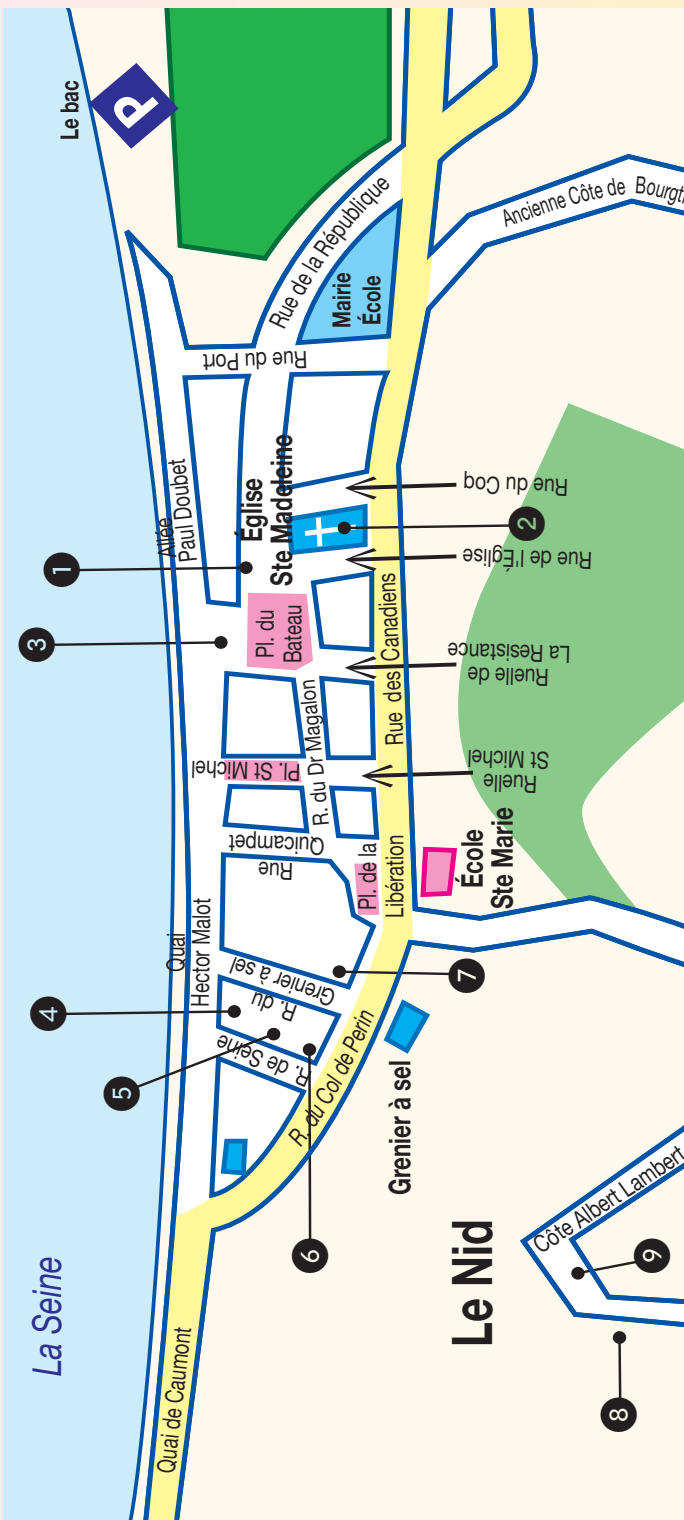 La Seine
Le bac
P
Quai de Caumont
Quai
Hector Malot
Allée
Paul Doubet
Rue du Port
Rue de la République
Mairie
École
Ancienne Côte de
Église
Ste Madeleine
Pl. du
Bateau
Pl. St Michel
R. du Dr Magalon
Rue
Quicampet
Pl. de la
Libération
Rue des Canadiens
Rue du Coq
Rue de l'Église
Ruelle de
La Resistance
Ruelle
St Michel
École
Ste Marie
R. du
Grenier à sel
R. de Seine
R. du Col de Perin
Grenier à sel
Le Nid
Côte Albert Lambert
1
2
3
4
5
6
7
8
9